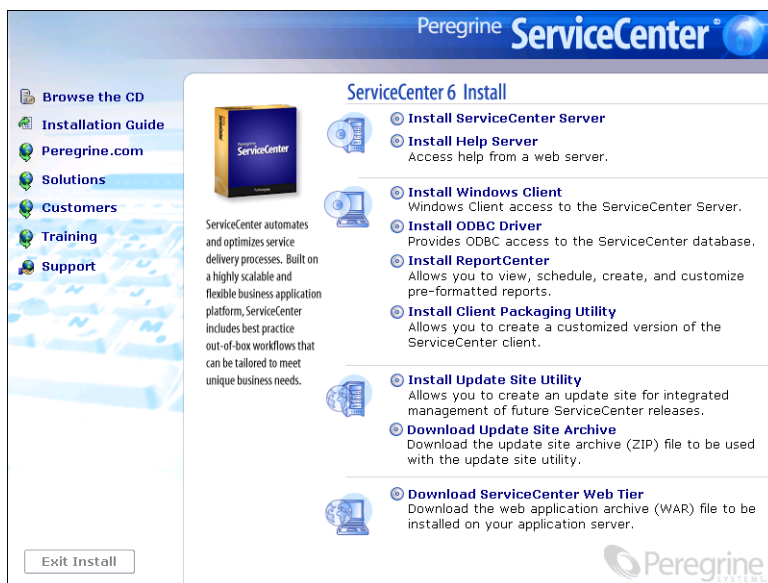 Peregrine ServiceCenter®
Browse the CD
Installation Guide
Peregrine.com
Solutions
Customers
Training
Support
Exit Install
Peregrine
ServiceCenter
ServiceCenter automates
and optimizes service
delivery processes. Built on
a highly scalable and
flexible business application
platform, ServiceCenter
includes best practice
out-of-box workflows that
can be tailored to meet
unique business needs.
ServiceCenter 6 Install
Install ServiceCenter Server
Install Help Server
Access help from a web server.
Install Windows Client
Windows Client access to the ServiceCenter Server.
Install ODBC Driver
Provides ODBC access to the ServiceCenter database.
Install ReportCenter
Allows you to view, schedule, create, and customize
pre-formatted reports.
Install Client Packaging Utility
Allows you to create a customized version of the
ServiceCenter client.
Install Update Site Utility
Allows you to create an update site for integrated
management of future ServiceCenter releases.
Download Update Site Archive
Download the update site archive (ZIP) file to be used
with the update site utility.
Download ServiceCenter Web Tier
Download the web application archive (WAR) file to be
installed on your application server.
Peregrine
SYSTEMS